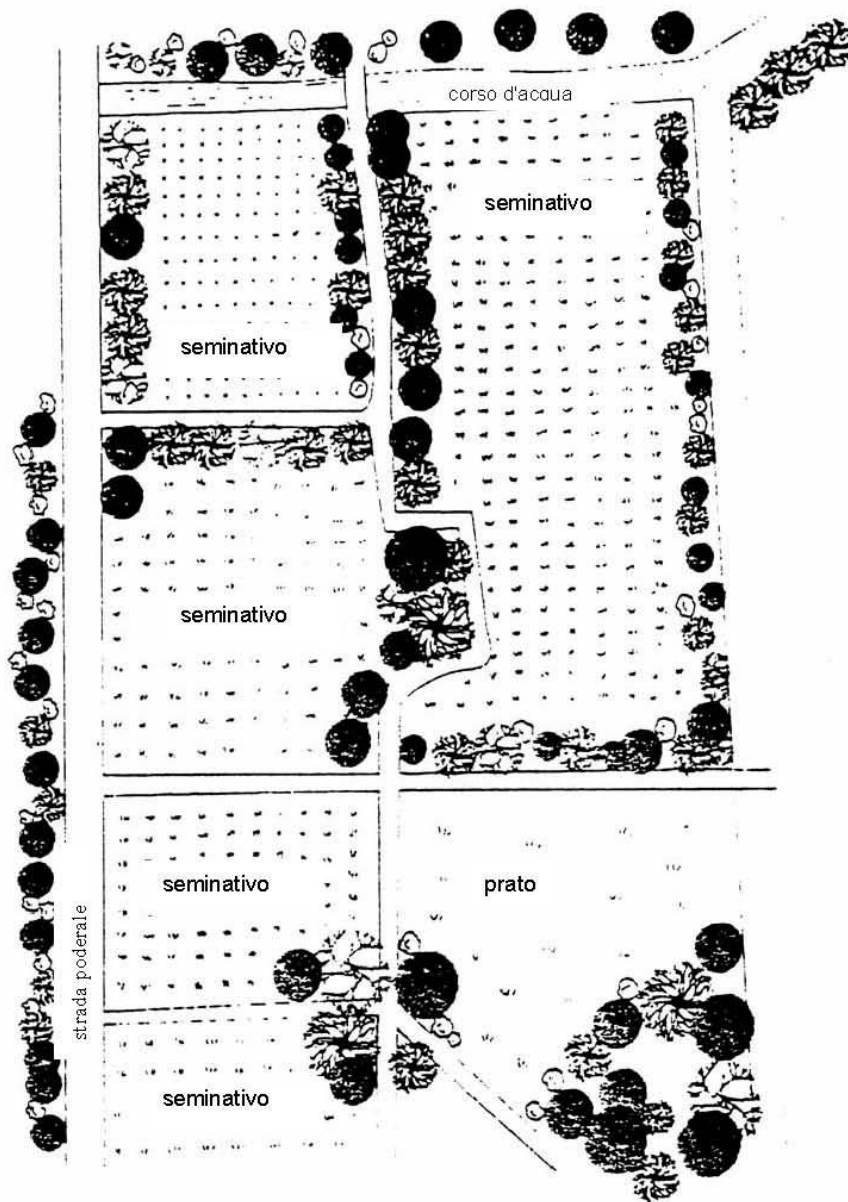 corso d'acqua
seminativo
seminativo
seminativo
seminativo
prato
strada poderale
seminativo